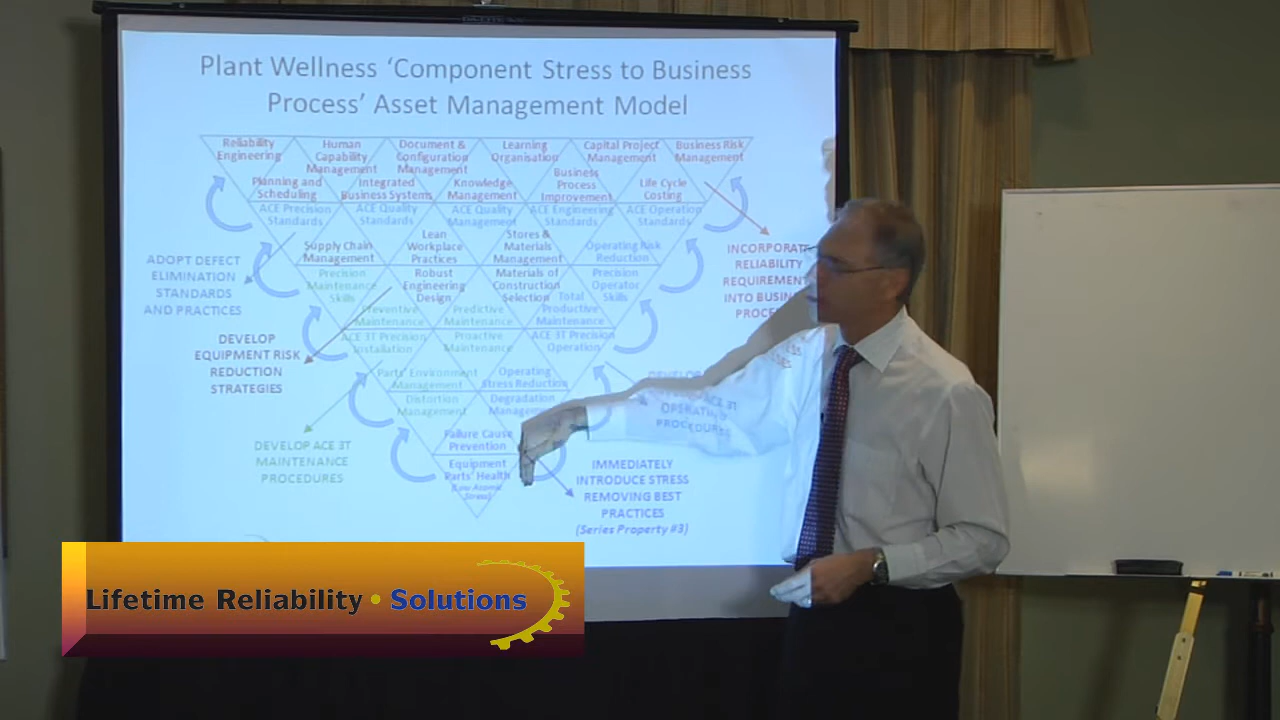 Plant Wellness ‘Component Stress to Business
Process’ Asset Management Model
Reliability
Engineering
Human
Capability
Management
Document &
Configuration
Management
Learning
Organisation
Capital Project
Management
Business Risk
Management
Planning and
Scheduling
Integrated
Business Systems
Knowledge
Management
Business
Process
Improvement
Life Cycle
Costing
ACE Precision
Standards
ACE Quality
Standards
ACE Quality
Management
ACE Engineering
Standards
ACE Operation
Standards
Supply Chain
Management
Lean
Workplace
Practices
Stores &
Materials
Management
Operating Risk
Reduction
Precision
Maintenance
Skills
Robust
Engineering
Design
Materials of
Construction
Selection
Precision
Operator
Skills
Preventive
Maintenance
Predictive
Maintenance
Total
Productive
Maintenance
ACE 3T Precision
Installation
Proactive
Maintenance
ACE 3T Precision
Operation
Parts' Environment
Management
Operating
Stress Reduction
Distortion
Management
Degradation
Failure Cause
Prevention
Equipment
Parts' Health
(Low Atomic
Stress)
ADOPT DEFECT
ELIMINATION
STANDARDS
AND PRACTICES
DEVELOP
EQUIPMENT RISK
REDUCTION
STRATEGIES
DEVELOP ACE 3T
MAINTENANCE
PROCEDURES
RELIABILITY
INTO
IMMEDIATELY
INTRODUCE STRESS
REMOVING BEST
PRACTICES
(Series Property #3)
PROCEDURES
Lifetime Reliability • Solutions